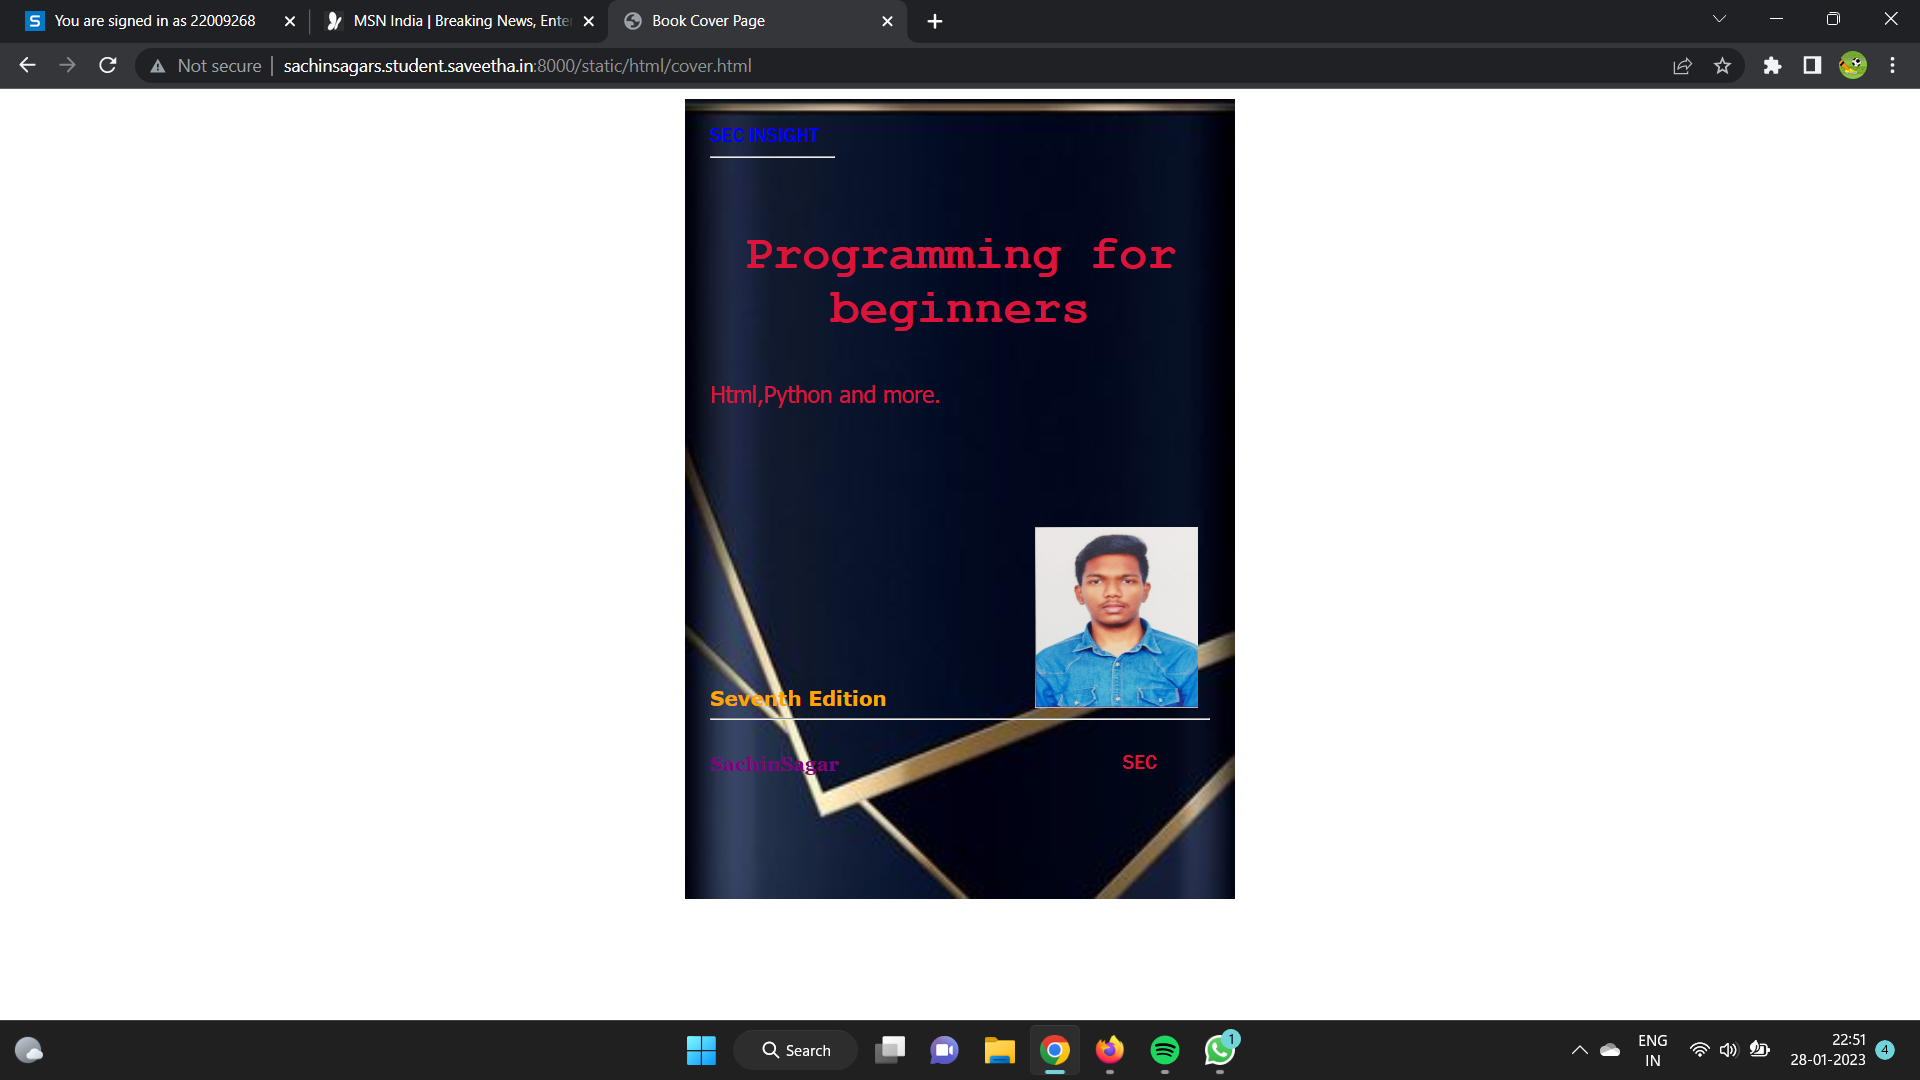 You are signed in as 22009268
MSN India | Breaking News, Enter
Book Cover Page
Not secure
sachinsagars.student.saveetha.in:8000/static/html/cover.html
SEC INSIGHT
Programming for
beginners
Html,Python and more.
Seventh Edition
SachinSagar
SEC
Search
1
ENG
IN
22:51
28-01-2023
4